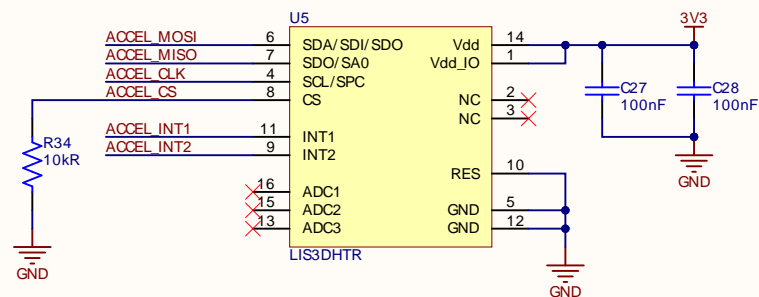 U5
3V3
ACCEL_MOSI 6 SDA/SDI/SDO Vdd 14
ACCEL_MISO 7 SDO/SA0 Vdd_IO 1
ACCEL_CLK 4 SCL/SPC
ACCEL_CS 8 CS NC 2
C27 C28
100nF 100nF
NC 3
ACCEL_INT1 11 INT1
R34 ACCEL_INT2 9 INT2
10kR
RES 10
GND
16 ADC1
15 ADC2 GND 5
13 ADC3 GND 12
LIS3DHTR
GND
GND